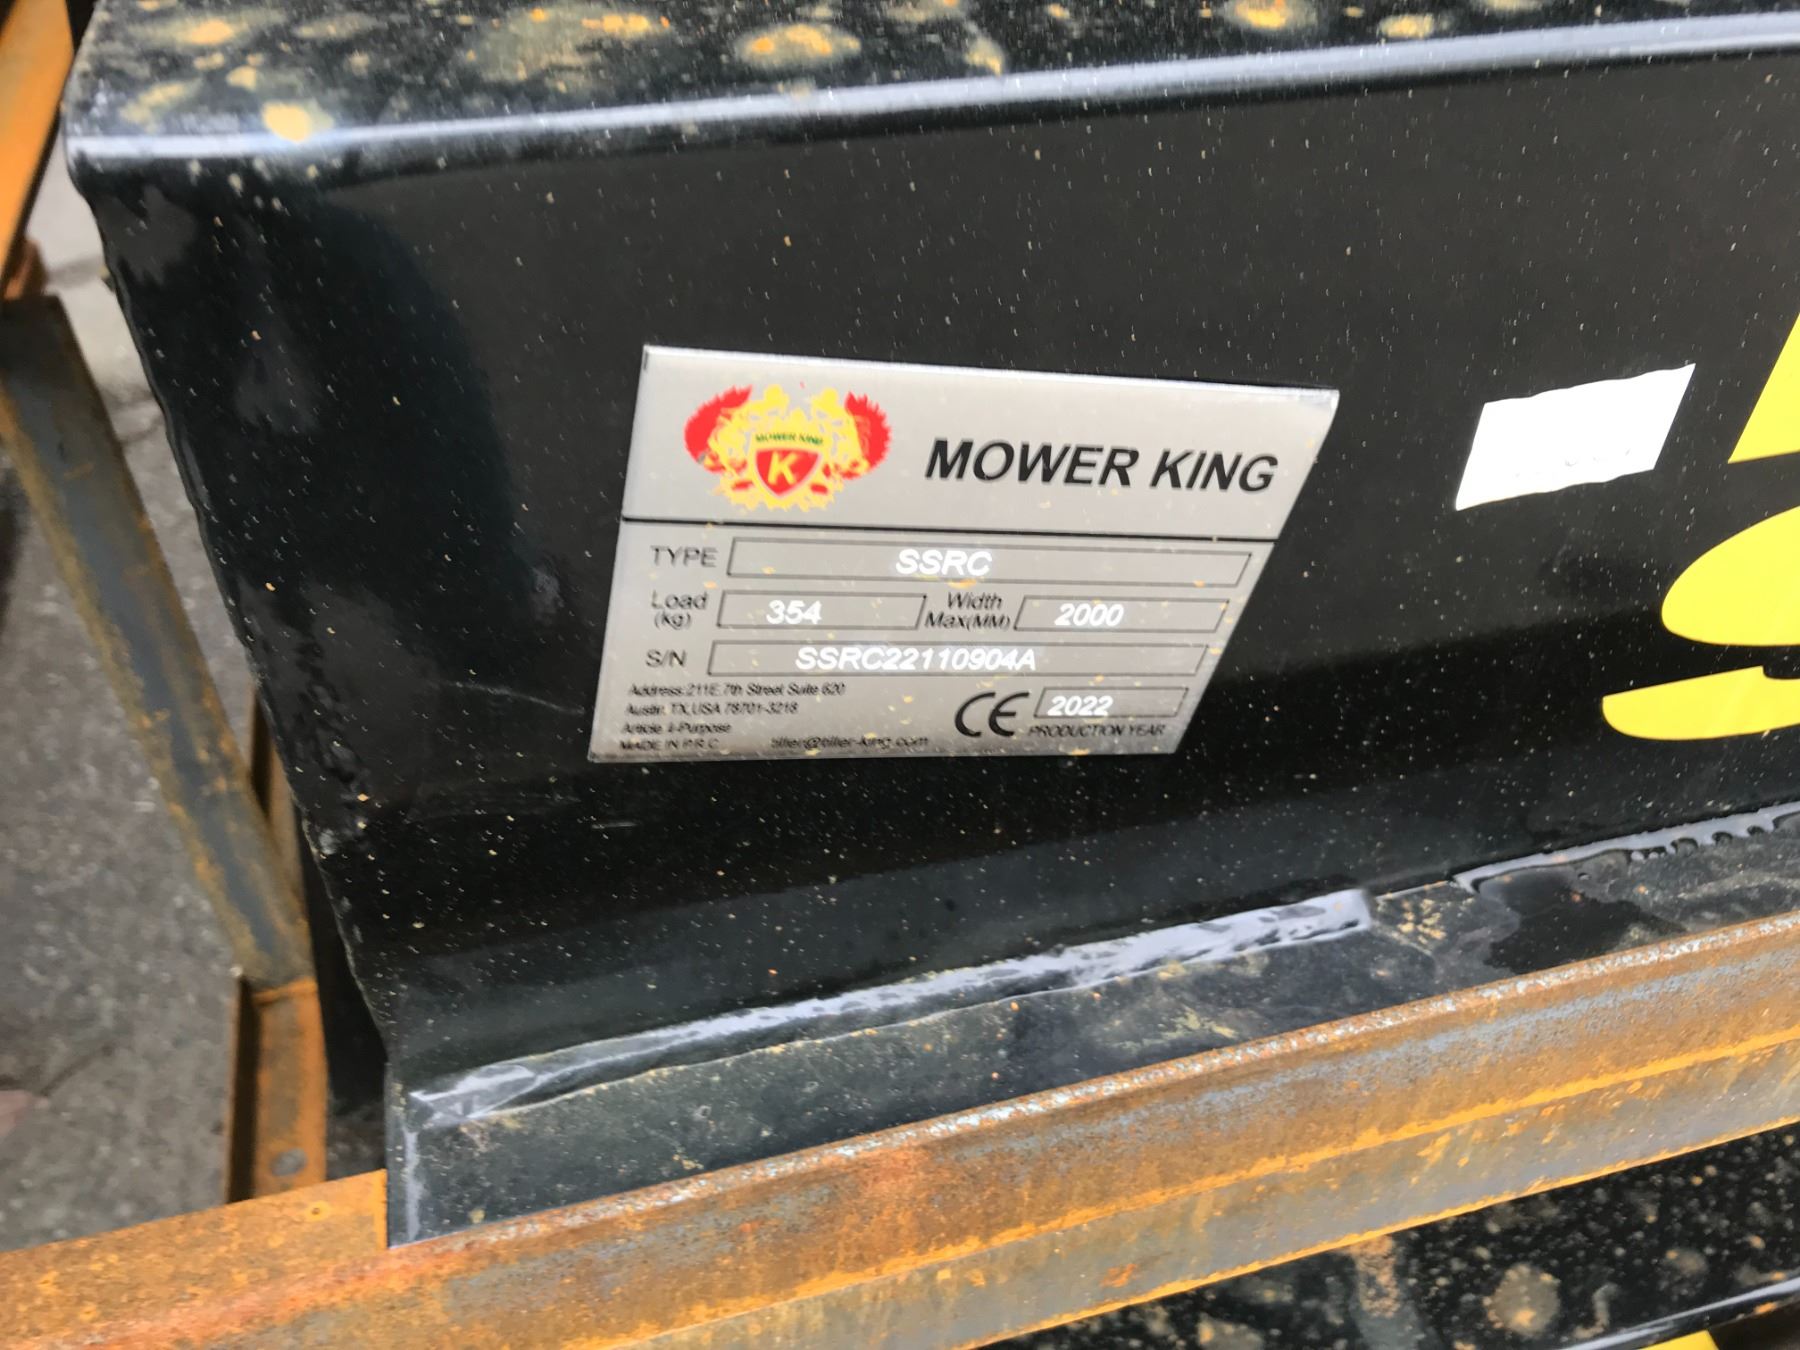 MOWER KING
K
MOWER KING
TYPE SSRC
Load (kg) 354 Width Max(MM) 2000
S/N SSRC22110904A
Address:211E.7th Street Suite 620
Austin, TX,USA 78701-3218
MADE IN P.R.C tiller@tiller-king.com
CE 2022
PRODUCTION YEAR